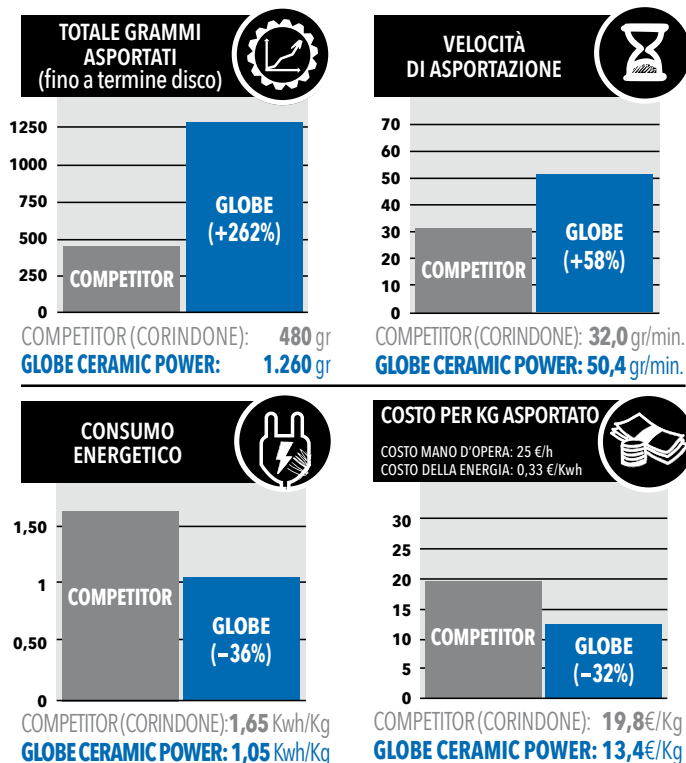 TOTALE GRAMMI
ASPORTATI
(fino a termine disco)
1250
1000
750
500
250
0
COMPETITOR
GLOBE
(+262%)
COMPETITOR (CORINDONE): 480 gr
GLOBE CERAMIC POWER: 1.260 gr
VELOCITÀ
DI ASPORTAZIONE
70
60
50
40
30
20
10
0
COMPETITOR
GLOBE
(+58%)
COMPETITOR (CORINDONE): 32,0 gr/min.
GLOBE CERAMIC POWER: 50,4 gr/min.
CONSUMO
ENERGETICO
1,50
1
0,50
0
COMPETITOR
GLOBE
(−36%)
COMPETITOR (CORINDONE): 1,65 Kwh/Kg
GLOBE CERAMIC POWER: 1,05 Kwh/Kg
COSTO PER KG ASPORTATO
COSTO MANO D'OPERA: 25 €/h
COSTO DELLA ENERGIA: 0,33 €/Kwh
30
25
20
15
10
5
0
COMPETITOR
GLOBE
(−32%)
COMPETITOR (CORINDONE): 19,8€/Kg
GLOBE CERAMIC POWER: 13,4€/Kg